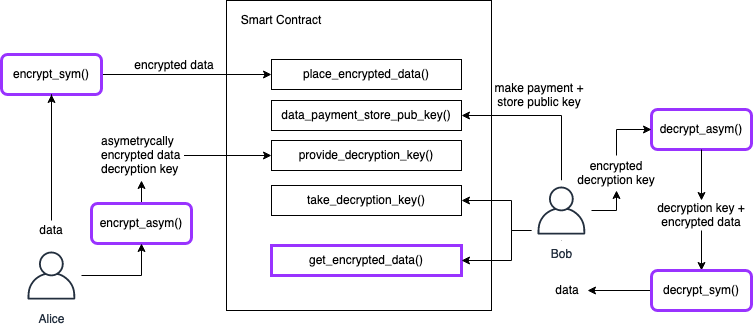 Smart Contract
encrypt_sym()
encrypted data
place_encrypted_data()
make payment +
store public key
data_payment_store_pub_key()
decrypt_asym()
asymetrycally
encrypted data
decryption key
provide_decryption_key()
encrypted
decryption key
take_decryption_key()
encrypt_asym()
decryption key +
encrypted data
data
get_encrypted_data()
Bob
data
decrypt_sym()
Alice